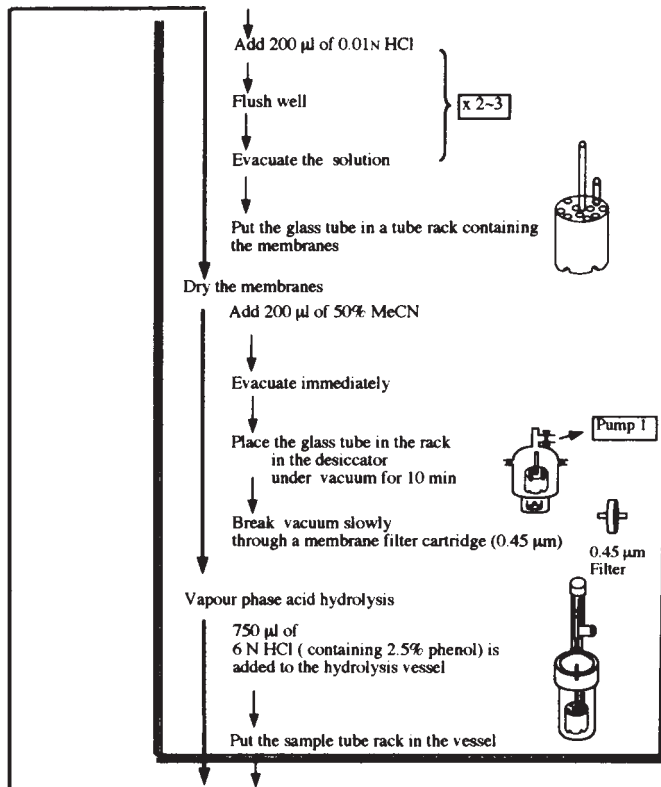 Add 200 µl of 0.01N HCl
Flush well
x 2~3
Evacuate the solution
Put the glass tube in a tube rack containing
the membranes
Dry the membranes
Add 200 µl of 50% MeCN
Evacuate immediately
Pump 1
Place the glass tube in the rack
in the desiccator
under vacuum for 10 min
Break vacuum slowly
through a membrane filter cartridge (0.45 µm)
0.45 µm
Filter
Vapour phase acid hydrolysis
750 µl of
6 N HCl ( containing 2.5% phenol) is
added to the hydrolysis vessel
Put the sample tube rack in the vessel